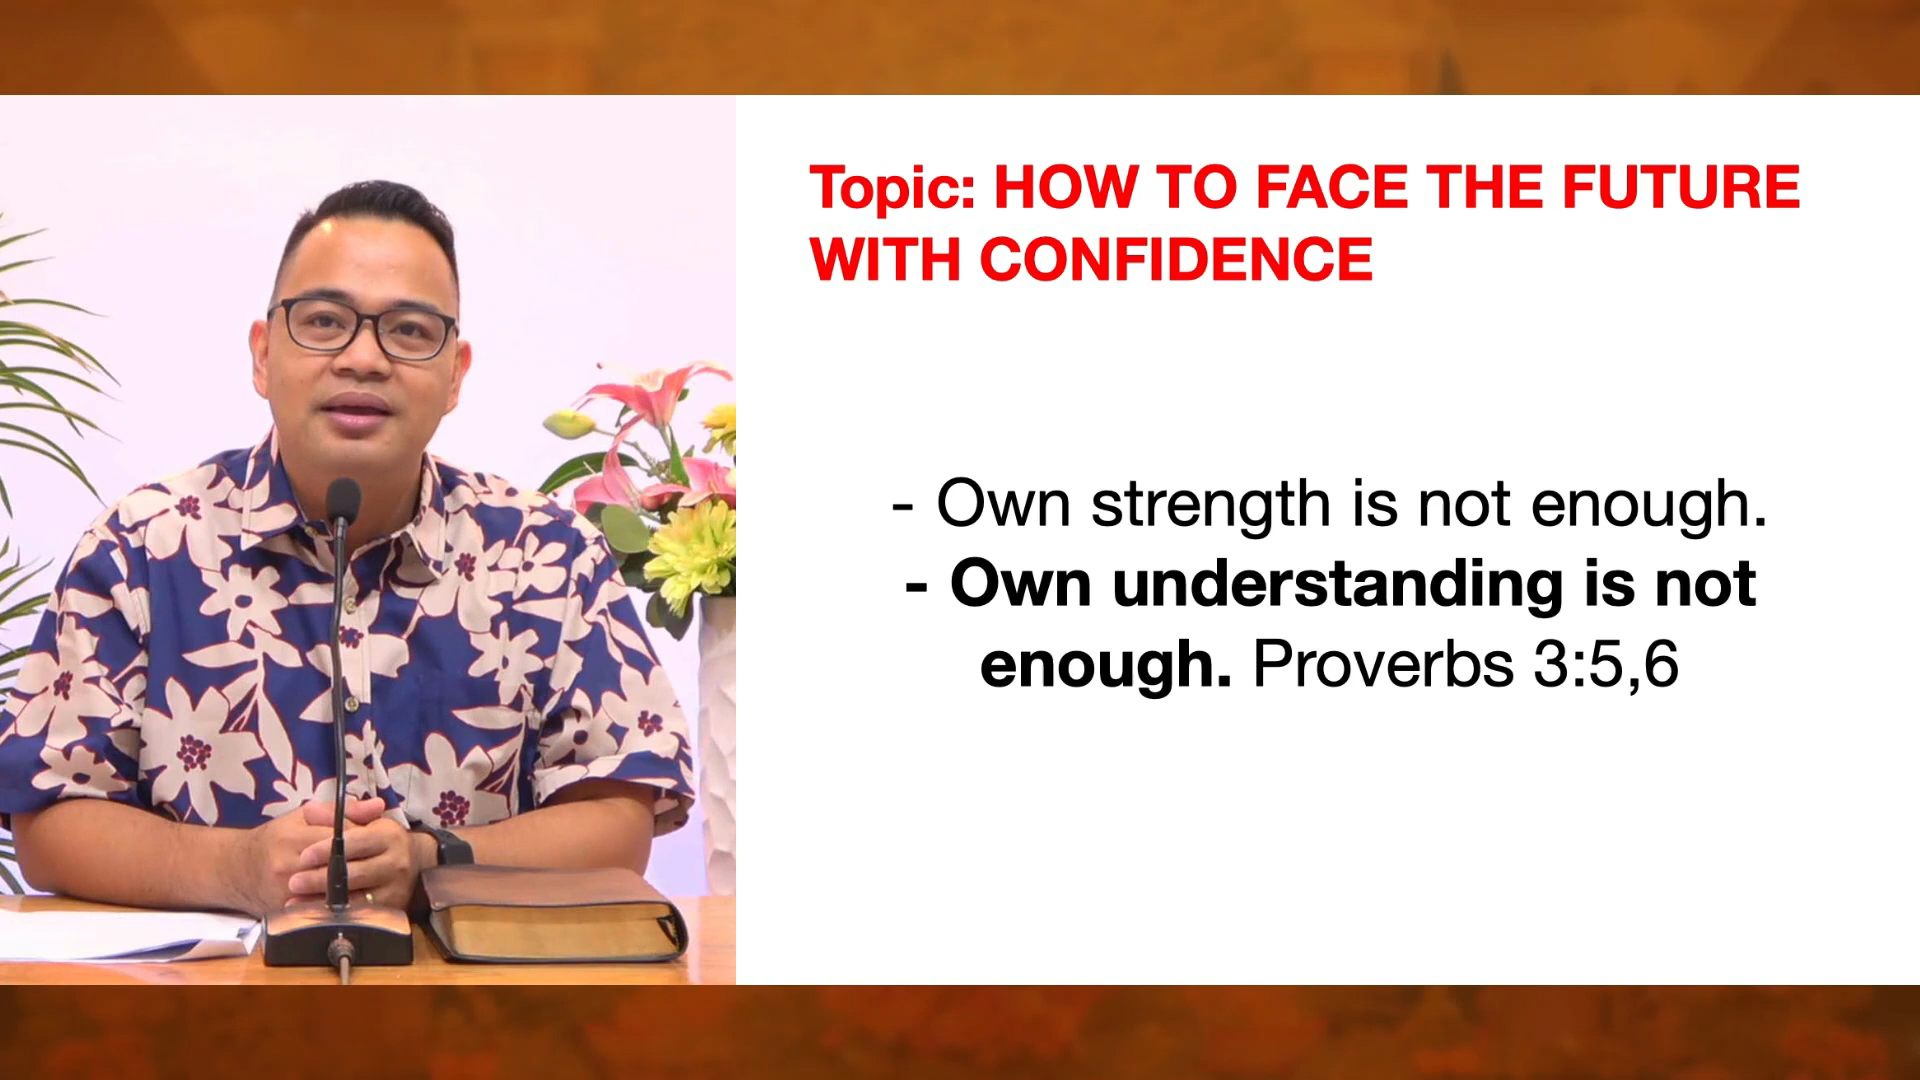 Topic: HOW TO FACE THE FUTURE
WITH CONFIDENCE
- Own strength is not enough.
- Own understanding is not
enough. Proverbs 3:5,6